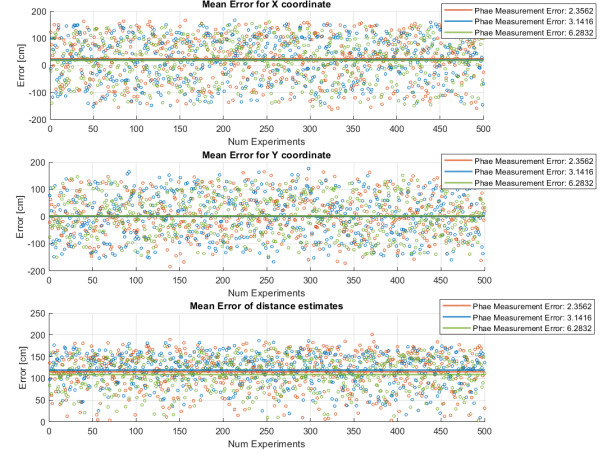 Mean Error for X coordinate
Phae Measurement Error: 2.3562
Phae Measurement Error: 3.1416
Phae Measurement Error: 6.2832
200
100
0
-100
-200
Error [cm]
0 50 100 150 200 250 300 350 400 450 500
Num Experiments
Mean Error for Y coordinate
Phae Measurement Error: 2.3562
Phae Measurement Error: 3.1416
Phae Measurement Error: 6.2832
200
100
0
-100
-200
Error [cm]
0 50 100 150 200 250 300 350 400 450 500
Num Experiments
Mean Error of distance estimates
Phae Measurement Error: 2.3562
Phae Measurement Error: 3.1416
Phae Measurement Error: 6.2832
250
200
150
100
50
0
Error [cm]
0 50 100 150 200 250 300 350 400 450 500
Num Experiments